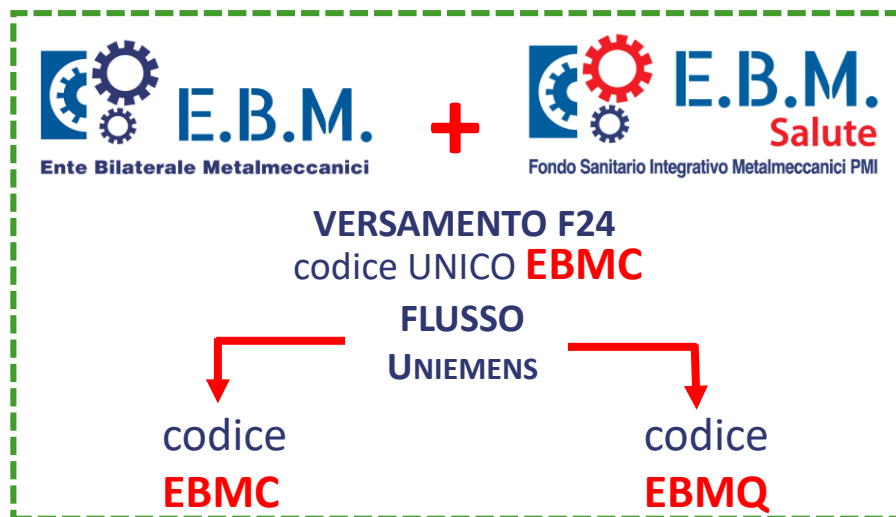 E.B.M.
Ente Bilaterale Metalmeccanici
+
E.B.M.
Salute
Fondo Sanitario Integrativo Metalmeccanici PMI
VERSAMENTO F24
codice UNICO EBMC
FLUSSO
UNIEMENS
codice
EBMC
codice
EBMQ